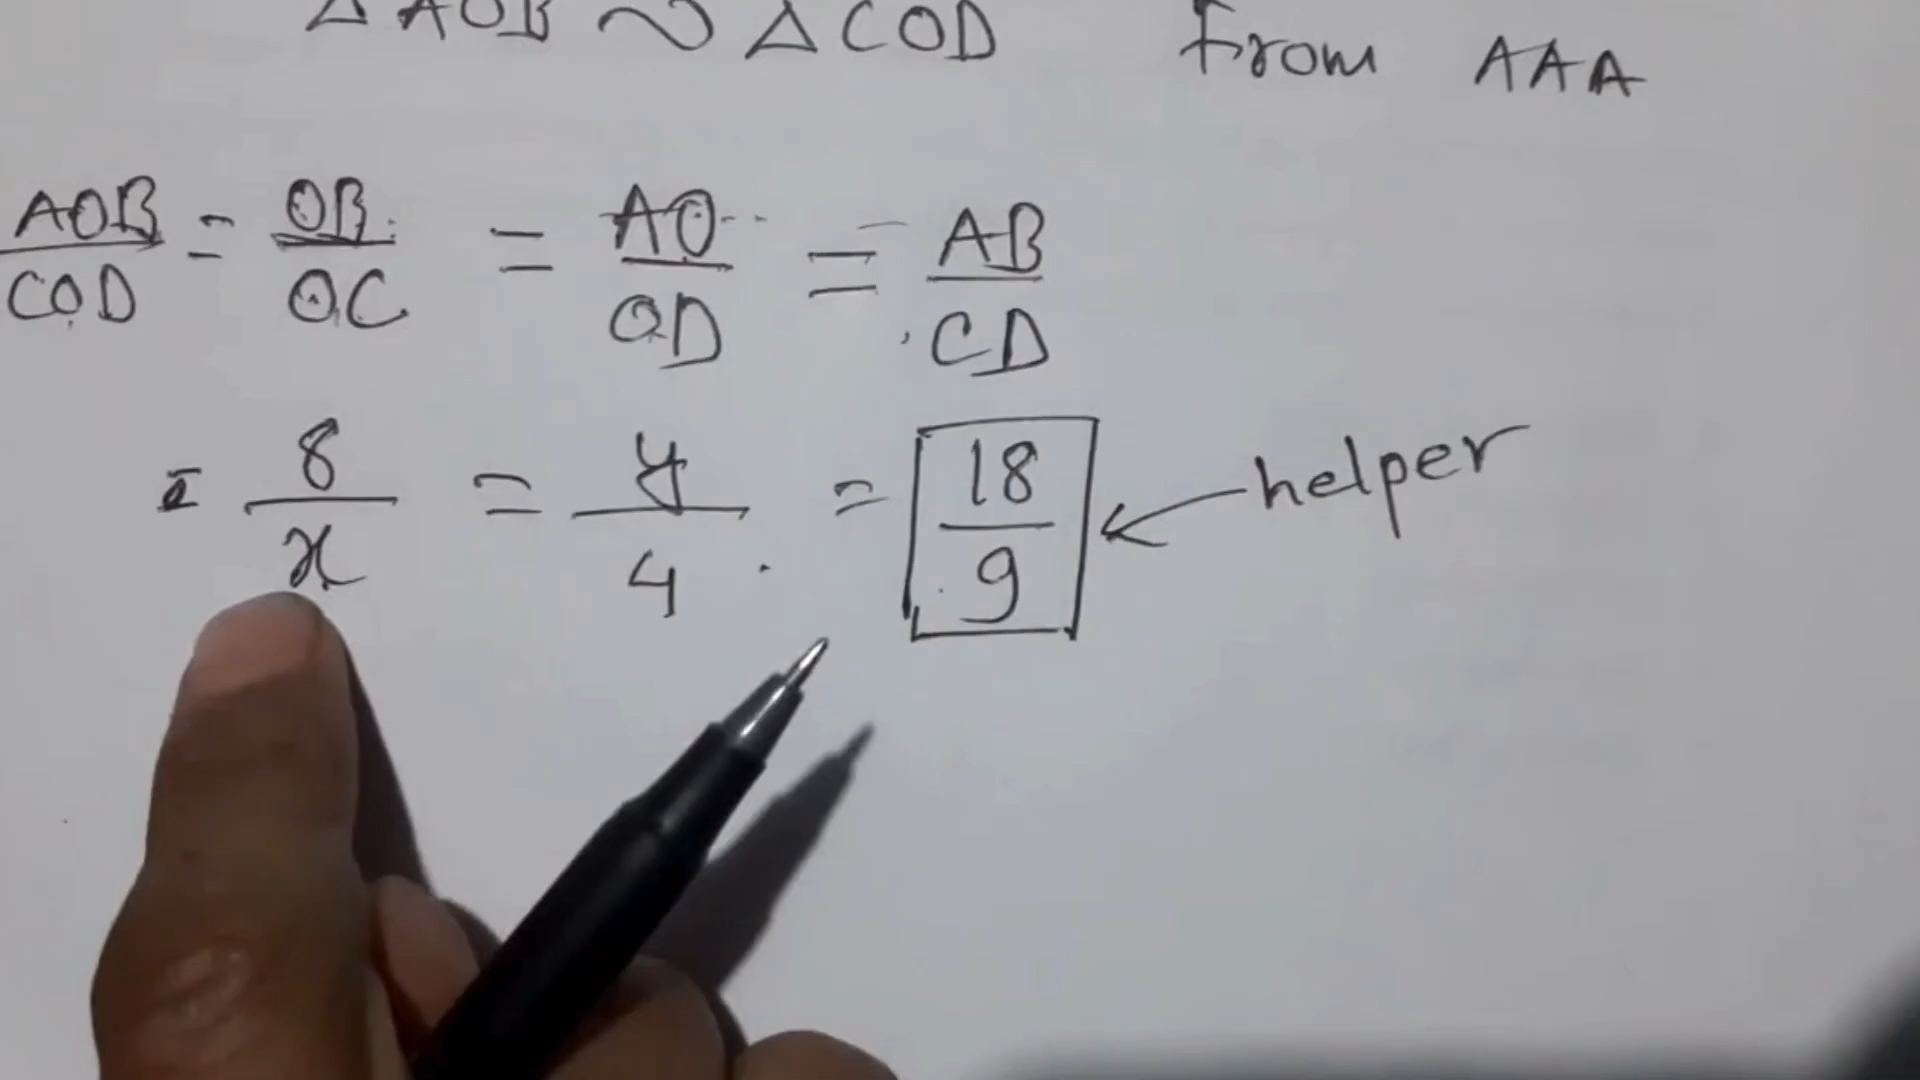 △ AOB ~ △ COD From AAA
AOB/COD = OB/OC = AO/OD = AB/CD
= 8/x = y/4 = 18/9 ← helper